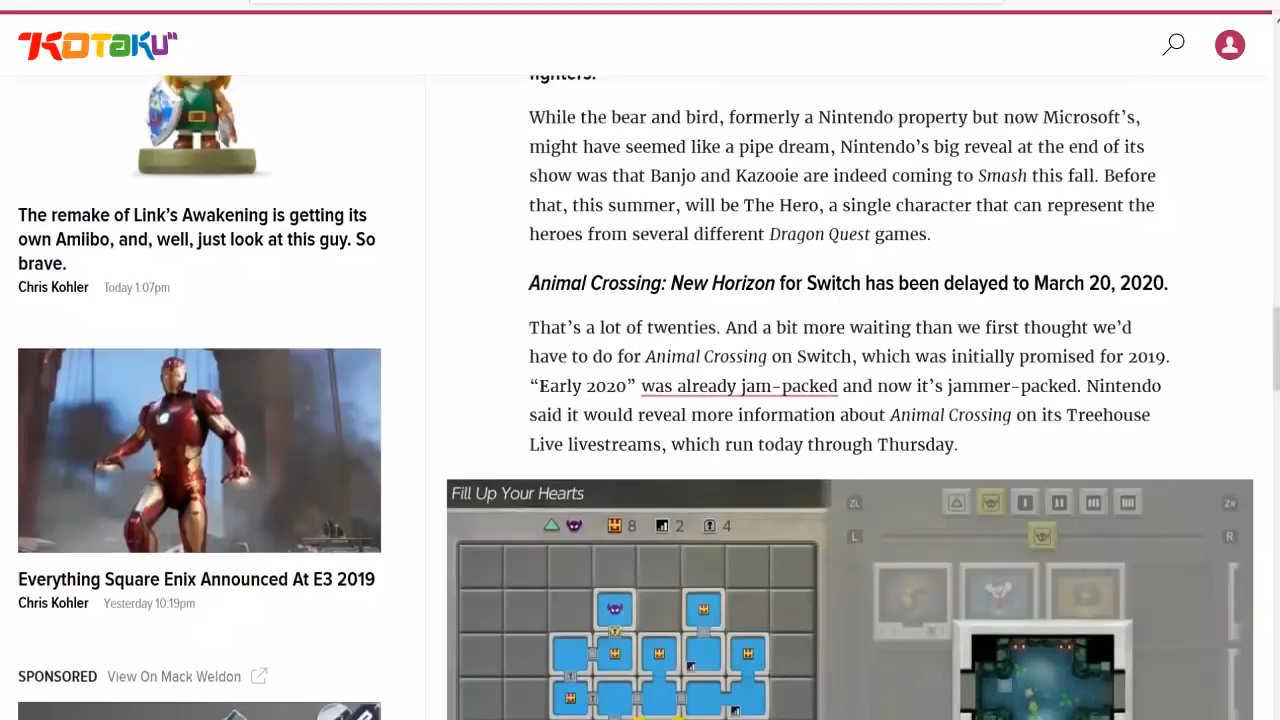 KOTAKU
The remake of Link's Awakening is getting its
own Amiibo, and, well, just look at this guy. So
brave.
Chris Kohler Today 1:07pm
Everything Square Enix Announced At E3 2019
Chris Kohler Yesterday 10:19pm
SPONSORED View On Mack Weldon
fighters.
While the bear and bird, formerly a Nintendo property but now Microsoft's,
might have seemed like a pipe dream, Nintendo's big reveal at the end of its
show was that Banjo and Kazooie are indeed coming to Smash this fall. Before
that, this summer, will be The Hero, a single character that can represent the
heroes from several different Dragon Quest games.
Animal Crossing: New Horizon for Switch has been delayed to March 20, 2020.
That's a lot of twenties. And a bit more waiting than we first thought we'd
have to do for Animal Crossing on Switch, which was initially promised for 2019.
“Early 2020” was already jam-packed and now it's jammer-packed. Nintendo
said it would reveal more information about Animal Crossing on its Treehouse
Live livestreams, which run today through Thursday.
Fill Up Your Hearts
8 2 4
ZL ZR
L R